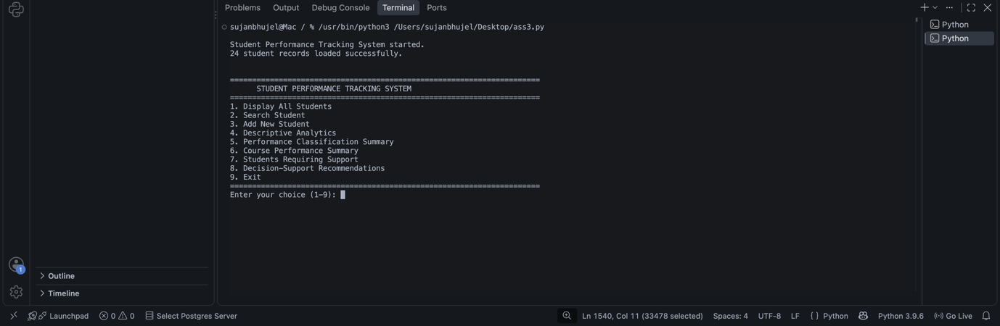 Problems Output Debug Console Terminal Ports
sujanbhujel@Mac / % /usr/bin/python3 /Users/sujanbhujel/Desktop/ass3.py
Student Performance Tracking System started.
24 student records loaded successfully.
======================================================================
STUDENT PERFORMANCE TRACKING SYSTEM
======================================================================
1. Display All Students
2. Search Student
3. Add New Student
4. Descriptive Analytics
5. Performance Classification Summary
6. Course Performance Summary
7. Students Requiring Support
8. Decision-Support Recommendations
9. Exit
======================================================================
Enter your choice (1-9):
Python
Python
1
Outline
Timeline
Launchpad 0 0 Select Postgres Server Ln 1540, Col 11 (33478 selected) Spaces: 4 UTF-8 LF { } Python Python 3.9.6 Go Live